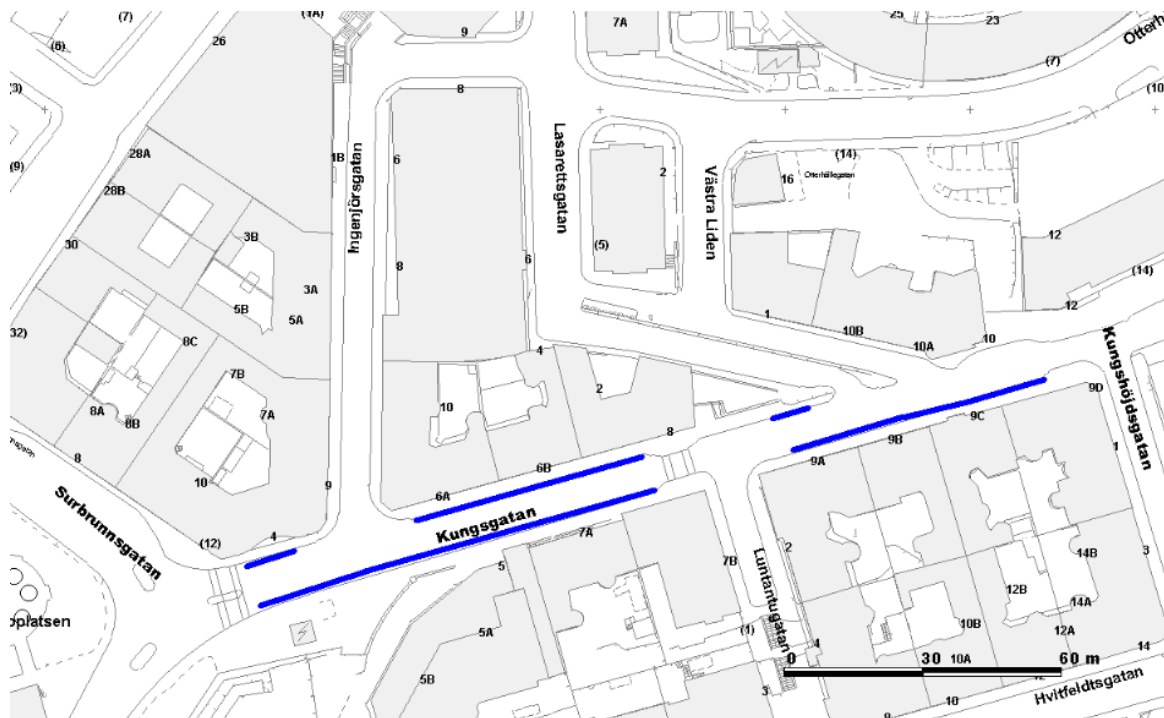 (7)
(1A)
7A
25
23
Otterh
(6)
26
9
(7)
8
(10
28A
1B
6
Lasarettsgatan
2
(14)
(9)
28B
Ingenjörsgatan
Västra Liden
16
Otterhällegatan
30
3B
8
6
(5)
12
3A
(14)
5B
5A
1
12
32)
8C
10B
10A
10
4
7B
2
Kungshöjdsgatan
8A
8B
7A
10
9D
9C
8
9B
1
8
6B
9A
10
9
6A
Surbrunnsgatan
(12)
4
Kungsgatan
7A
2
14B
3
5
7B
Luntantugatan
12B
14A
oplatsen
5A
(1)
10B
12A
4
14
5B
0
30
10A
60 m
3
10
Hvitfeldtsgatan
8